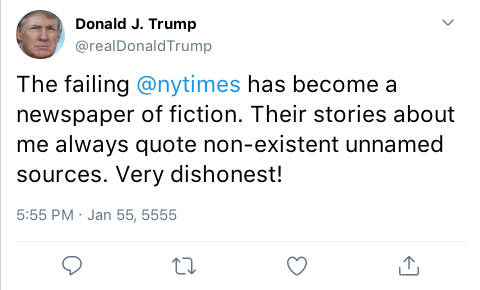 Donald J. Trump
@realDonaldTrump
The failing @nytimes has become a
newspaper of fiction. Their stories about
me always quote non-existent unnamed
sources. Very dishonest!
5:55 PM · Jan 55, 5555